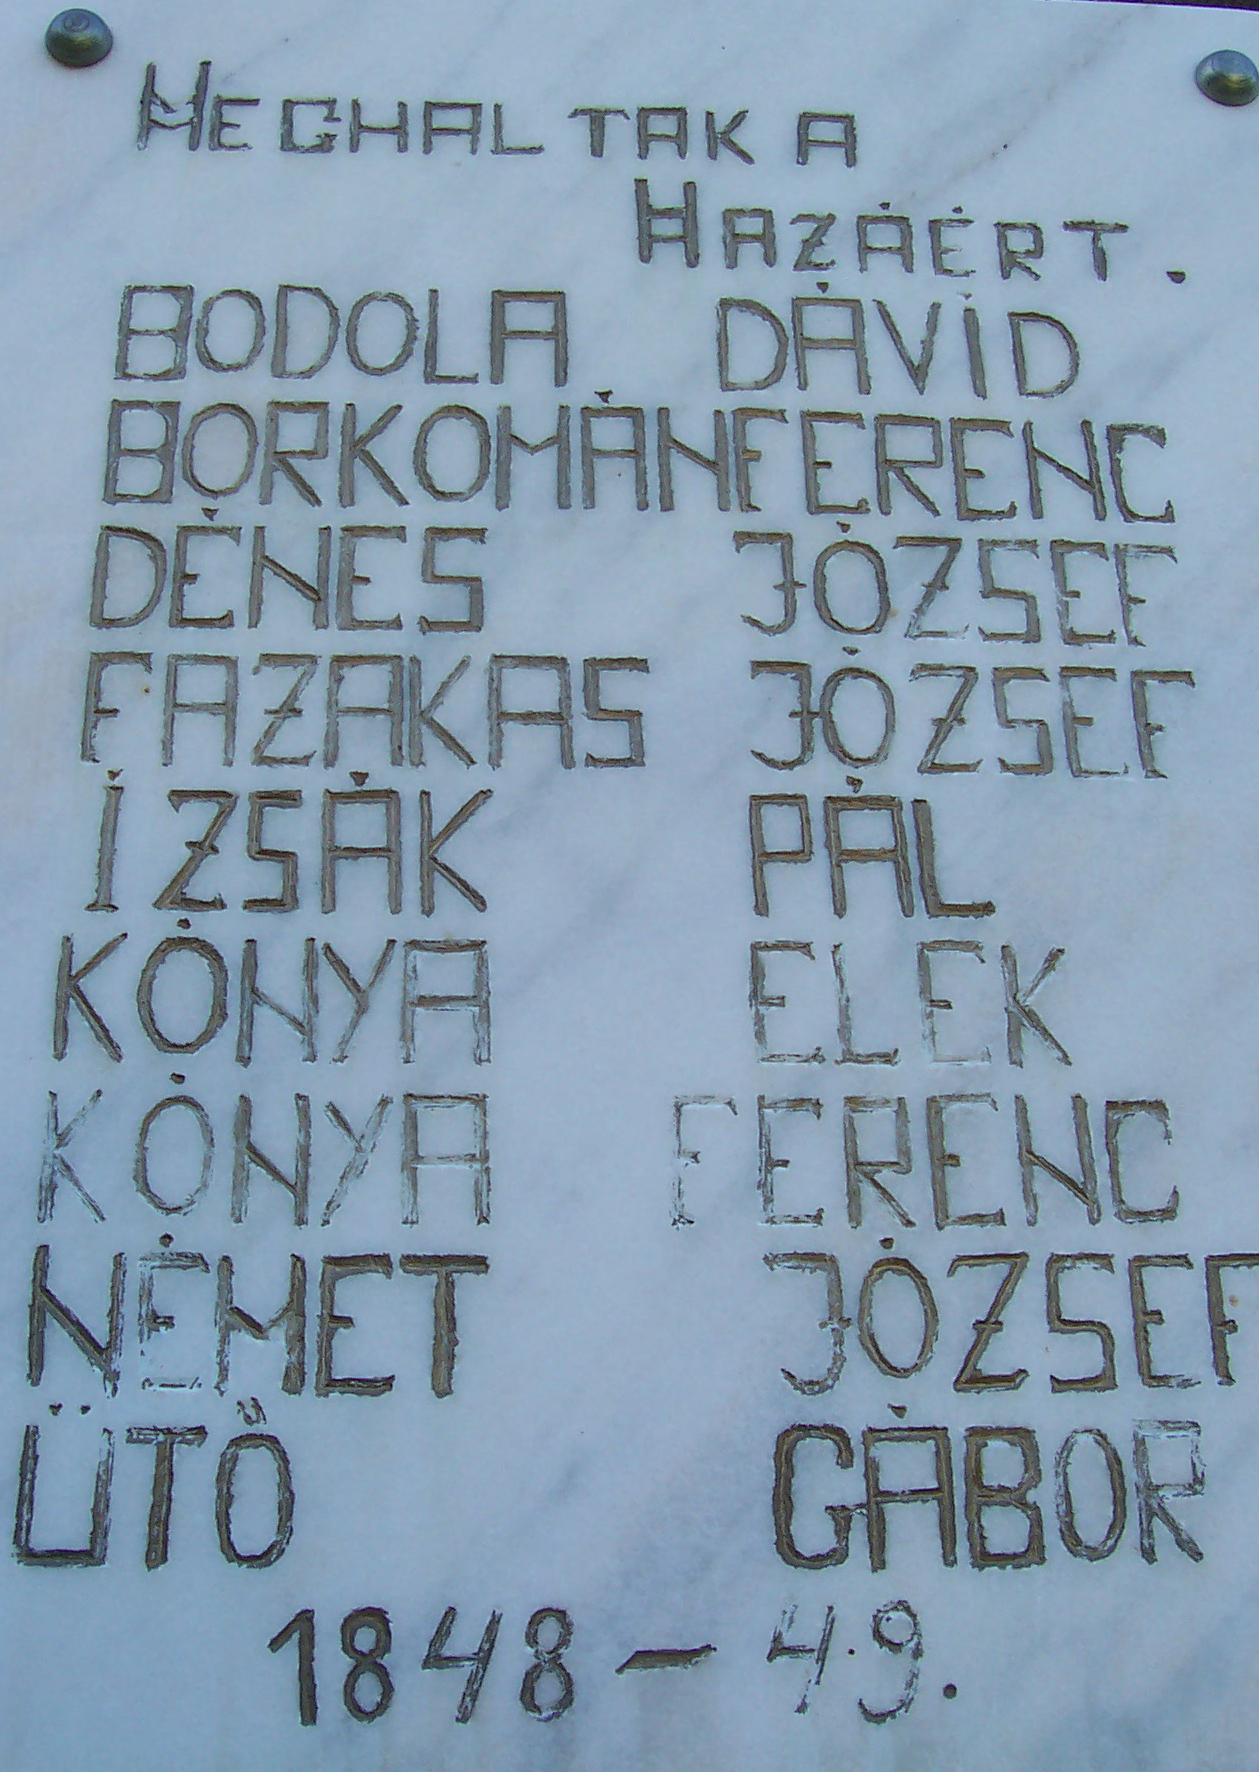 MEGHALTAK A
HAZÁÉRT.
BODOLA DÁVID
BORKOMÁN FERENC
DÉNES JÓZSEF
FAZAKAS JÓZSEF
IZSÁK PÁL
KÓNYA ELEK
KÓNYA FERENC
NÉMET JÓZSEF
ÜTŐ GÁBOR
1848 - 49.